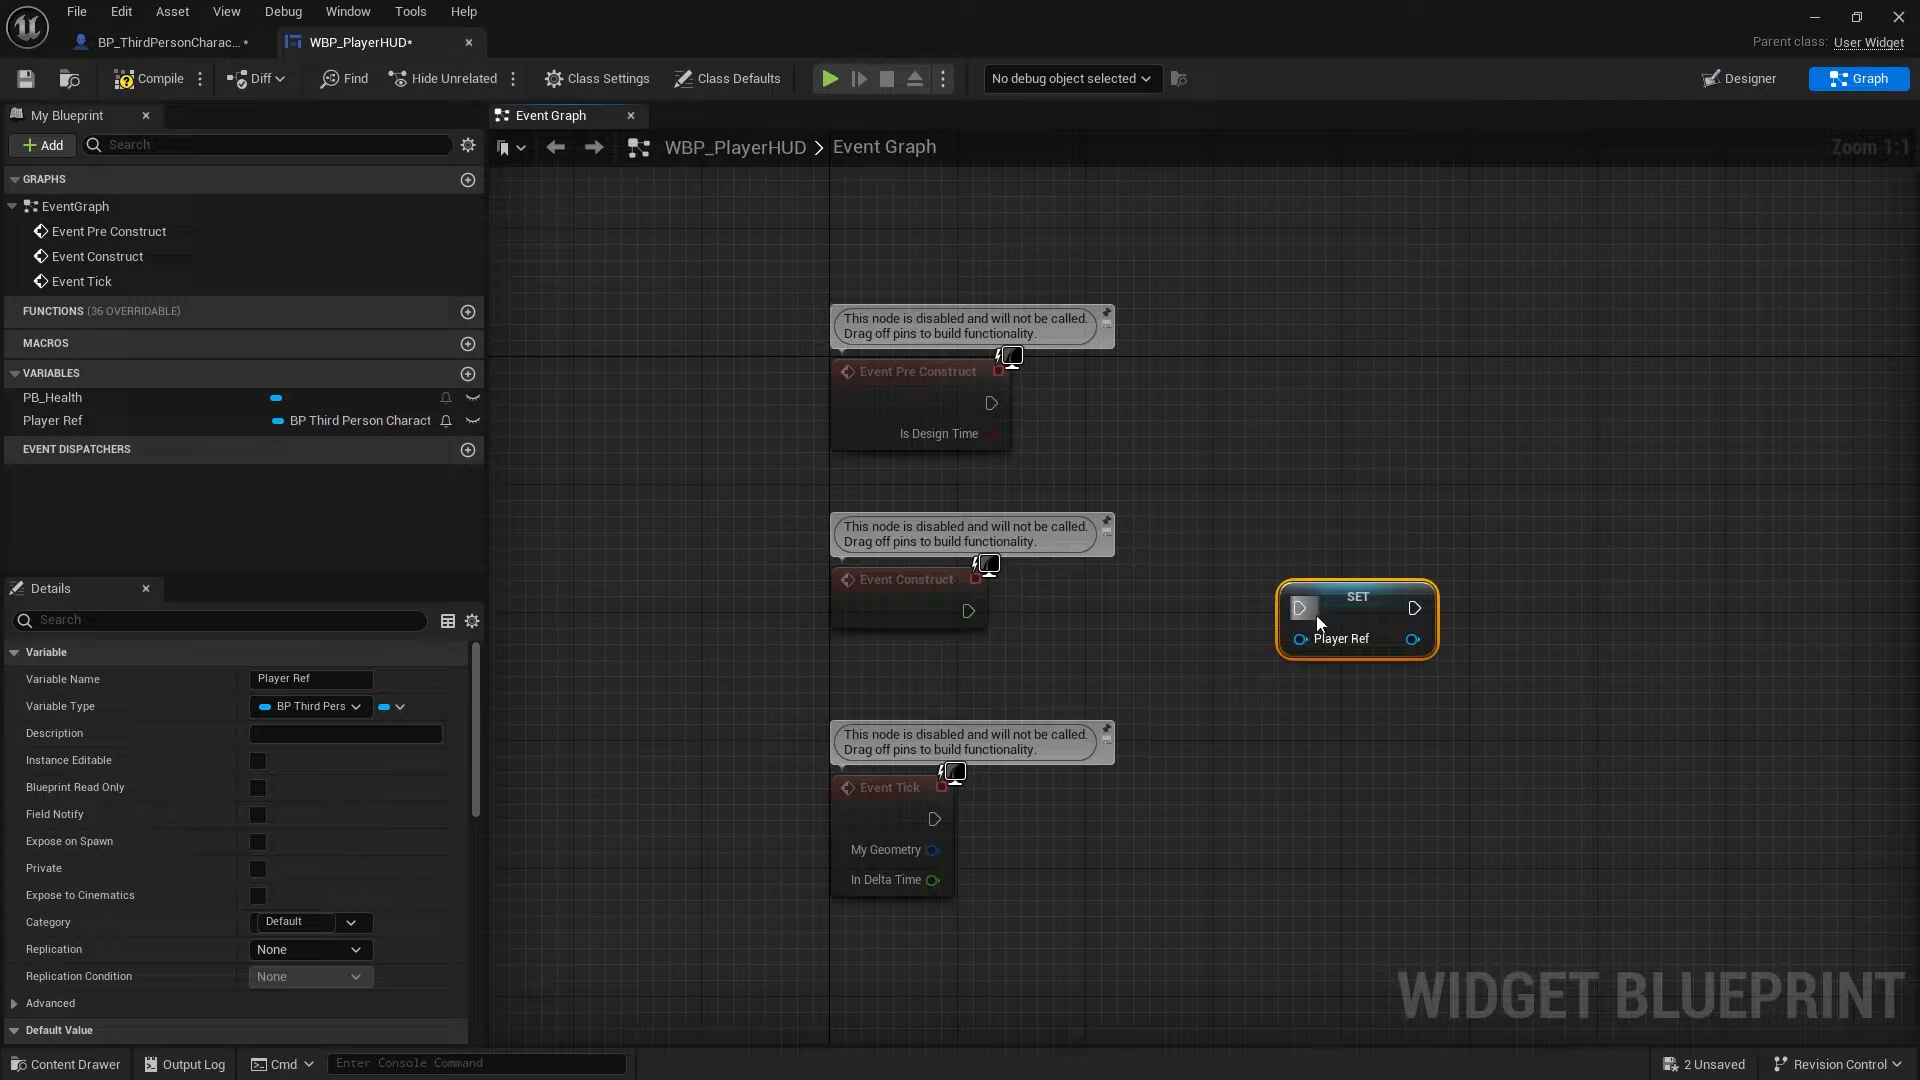 File Edit Asset View Debug Window Tools Help
BP_ThirdPersonCharac... * WBP_PlayerHUD*
Parent class: User Widget
Compile Diff Find Hide Unrelated Class Settings Class Defaults No debug object selected Designer Graph
My Blueprint Event Graph
Add Search WBP_PlayerHUD > Event Graph Zoom 1:1
GRAPHS
EventGraph
Event Pre Construct
Event Construct
Event Tick
FUNCTIONS (36 OVERRIDABLE)
MACROS
VARIABLES
PB_Health
Player Ref BP Third Person Charact
EVENT DISPATCHERS
This node is disabled and will not be called.
Drag off pins to build functionality.
Event Pre Construct
Is Design Time
This node is disabled and will not be called.
Drag off pins to build functionality.
Event Construct
SET
Player Ref
This node is disabled and will not be called.
Drag off pins to build functionality.
Event Tick
My Geometry
In Delta Time
Details
Search
Variable
Variable Name Player Ref
Variable Type BP Third Pers
Description
Instance Editable
Blueprint Read Only
Field Notify
Expose on Spawn
Private
Expose to Cinematics
Category Default
Replication None
Replication Condition None
Advanced
Default Value
WIDGET BLUEPRINT
Content Drawer Output Log Cmd Enter Console Command 2 Unsaved Revision Control